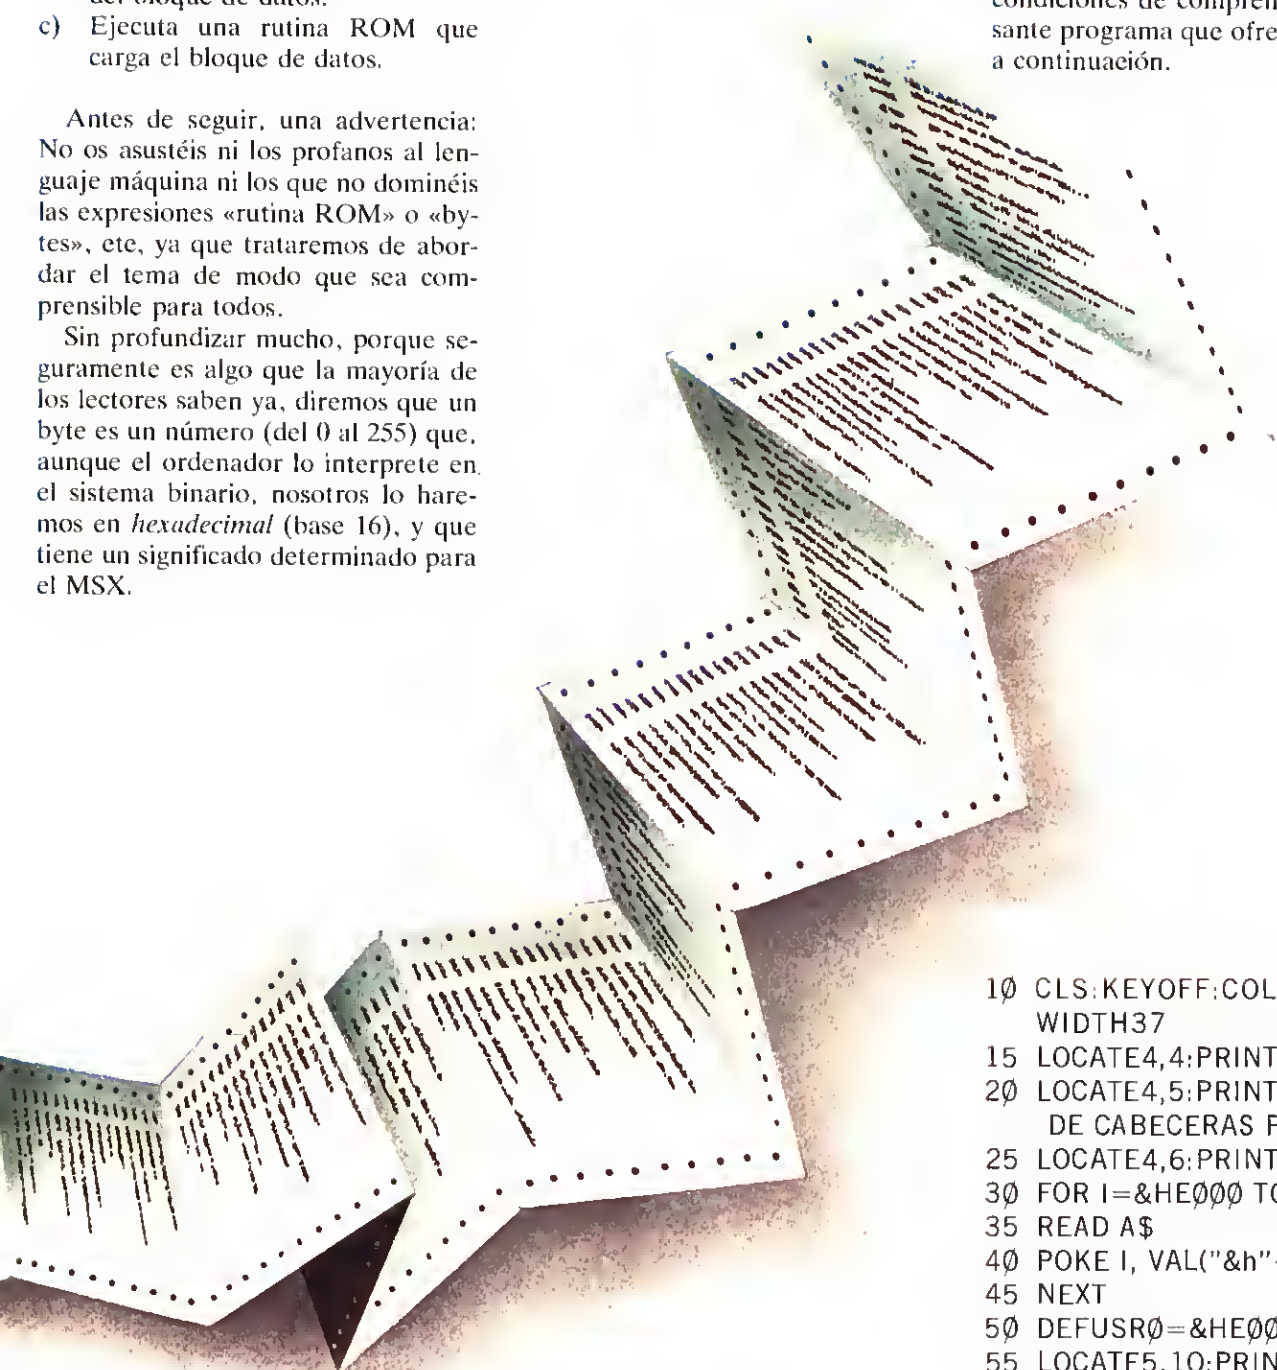 c) Ejecuta una rutina ROM que
carga el bloque de datos.
Antes de seguir, una advertencia:
No os asustéis ni los profanos al len-
guaje máquina ni los que no dominéis
las expresiones «rutina ROM» o «by-
tes», etc, ya que trataremos de abor-
dar el tema de modo que sea com-
prensible para todos.
Sin profundizar mucho, porque se-
guramente es algo que la mayoría de
los lectores saben ya, diremos que un
byte es un número (del 0 al 255) que,
aunque el ordenador lo interprete en
el sistema binario, nosotros lo hare-
mos en hexadecimal (base 16), y que
tiene un significado determinado para
el MSX.
sante programa que ofre
a continuación.
10 CLS:KEYOFF:COL
WIDTH37
15 LOCATE4,4:PRINT
20 LOCATE4,5:PRINT
DE CABECERAS P
25 LOCATE4,6:PRINT
30 FOR I=&HE000 TO
35 READ A$
40 POKE I, VAL("&h"
45 NEXT
50 DEFUSR0=&HE00
55 LOCATE5,10:PRIN